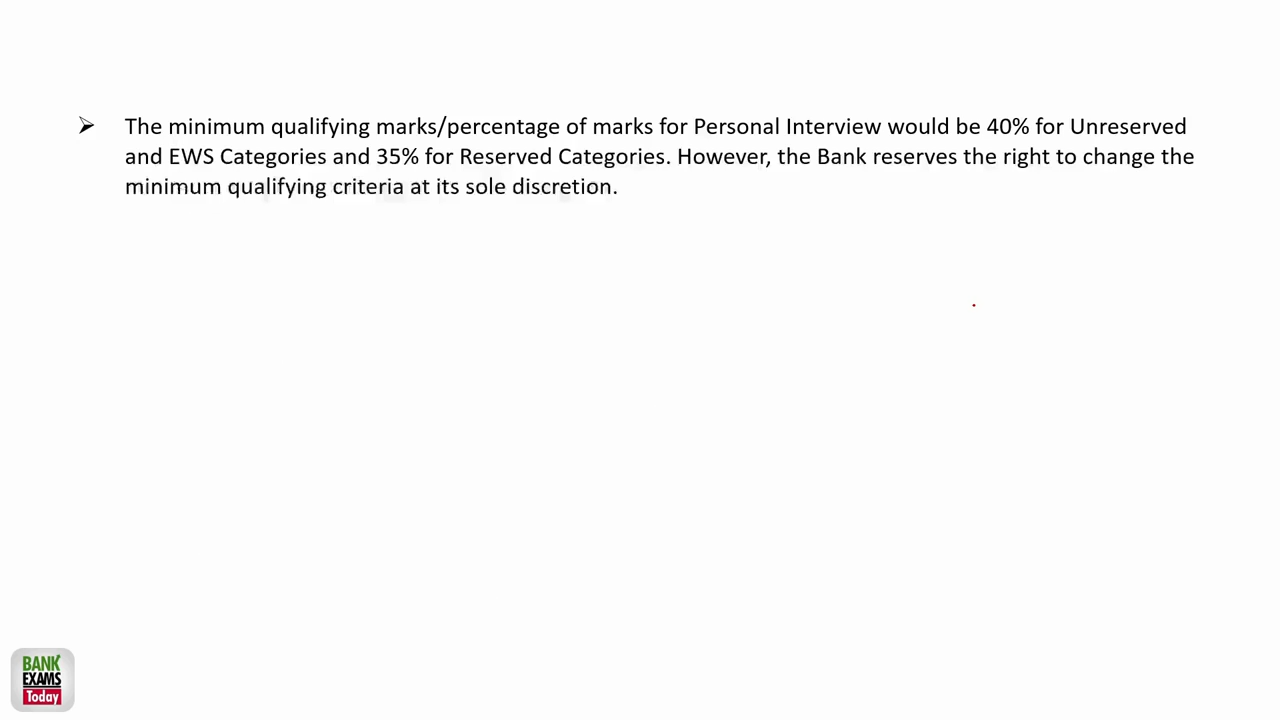 ➢ The minimum qualifying marks/percentage of marks for Personal Interview would be 40% for Unreserved
and EWS Categories and 35% for Reserved Categories. However, the Bank reserves the right to change the
minimum qualifying criteria at its sole discretion.
BANK
EXAMS
Today